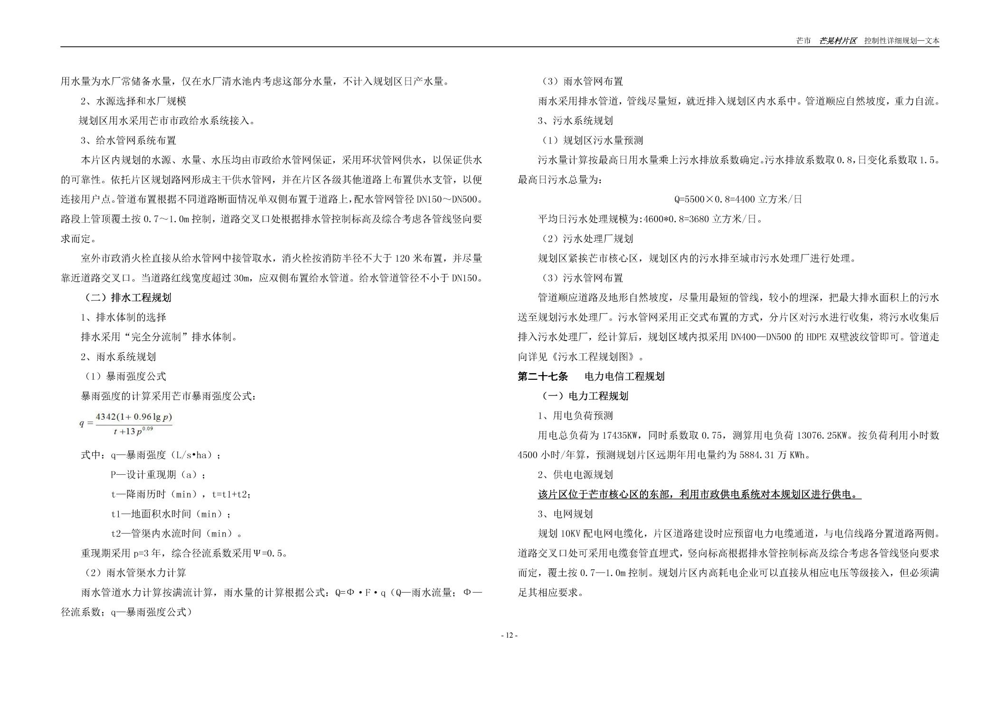 芒市 芒晃村片区 控制性详细规划—文本
用水量为水厂常储备水量，仅在水厂清水池内考虑这部分水量，不计入规划区日产水量。
2、水源选择和水厂规模
规划区用水采用芒市市政给水系统接入。
3、给水管网系统布置
本片区内规划的水源、水量、水压均由市政给水管网保证，采用环状管网供水，以保证供水
的可靠性。依托片区规划路网形成主干供水管网，并在片区各级其他道路上布置供水支管，以便
连接用户点。管道布置根据不同道路断面情况单双侧布置于道路上，配水管网管径 DN150～DN500。
路段上管顶覆土按 0.7～1.0m 控制，道路交叉口处根据排水管控制标高及综合考虑各管线竖向要
求而定。
室外市政消火栓直接从给水管网中接管取水，消火栓按消防半径不大于 120 米布置，并尽量
靠近道路交叉口。当道路红线宽度超过 30m，应双侧布置给水管道。给水管道管径不小于 DN150。
（二）排水工程规划
1、排水体制的选择
排水采用“完全分流制”排水体制。
2、雨水系统规划
（1）暴雨强度公式
暴雨强度的计算采用芒市暴雨强度公式：
q = 4342(1+ 0.96 lg p) / t +13 p^0.09
式中：q—暴雨强度（L/s•ha）；
P—设计重现期（a）；
t—降雨历时（min），t=t1+t2；
t1—地面积水时间（min）；
t2—管渠内水流时间（min）。
重现期采用 p=3 年，综合径流系数采用Ψ=0.5。
（2）雨水管渠水力计算
雨水管道水力计算按满流计算，雨水量的计算根据公式：Q=Φ·F·q（Q—雨水流量；Φ—
径流系数；q—暴雨强度公式）
（3）雨水管网布置
雨水采用排水管道，管线尽量短，就近排入规划区内水系中。管道顺应自然坡度，重力自流。
3、污水系统规划
（1）规划区污水量预测
污水量计算按最高日用水量乘上污水排放系数确定。污水排放系数取 0.8，日变化系数取 1.5。
最高日污水总量为：
Q=5500×0.8=4400 立方米/日
平均日污水处理规模为:4600*0.8=3680 立方米/日。
（2）污水处理厂规划
规划区紧挨芒市核心区，规划区内的污水排至城市污水处理厂进行处理。
（3）污水管网布置
管道顺应道路及地形自然坡度，尽量用最短的管线，较小的埋深，把最大排水面积上的污水
送至规划污水处理厂。污水管网采用正交式布置的方式，分片区对污水进行收集，将污水收集后
排入污水处理厂，经计算后，规划区域内拟采用 DN400—DN500 的 HDPE 双壁波纹管即可。管道走
向详见《污水工程规划图》。
第二十七条 电力电信工程规划
（一）电力工程规划
1、用电负荷预测
用电总负荷为 17435KW，同时系数取 0.75，测算用电负荷 13076.25KW。按负荷利用小时数
4500 小时/年算，预测规划片区远期年用电量约为 5884.31 万 KWh。
2、供电电源规划
该片区位于芒市核心区的东部，利用市政供电系统对本规划区进行供电。
3、电网规划
规划 10KV 配电网电缆化，片区道路建设时应预留电力电缆通道，与电信线路分置道路两侧。
道路交叉口处可采用电缆套管直埋式，竖向标高根据排水管控制标高及综合考虑各管线竖向要求
而定，覆土按 0.7—1.0m 控制。规划片区内高耗电企业可以直接从相应电压等级接入，但必须满
足其相应要求。
- 12 -